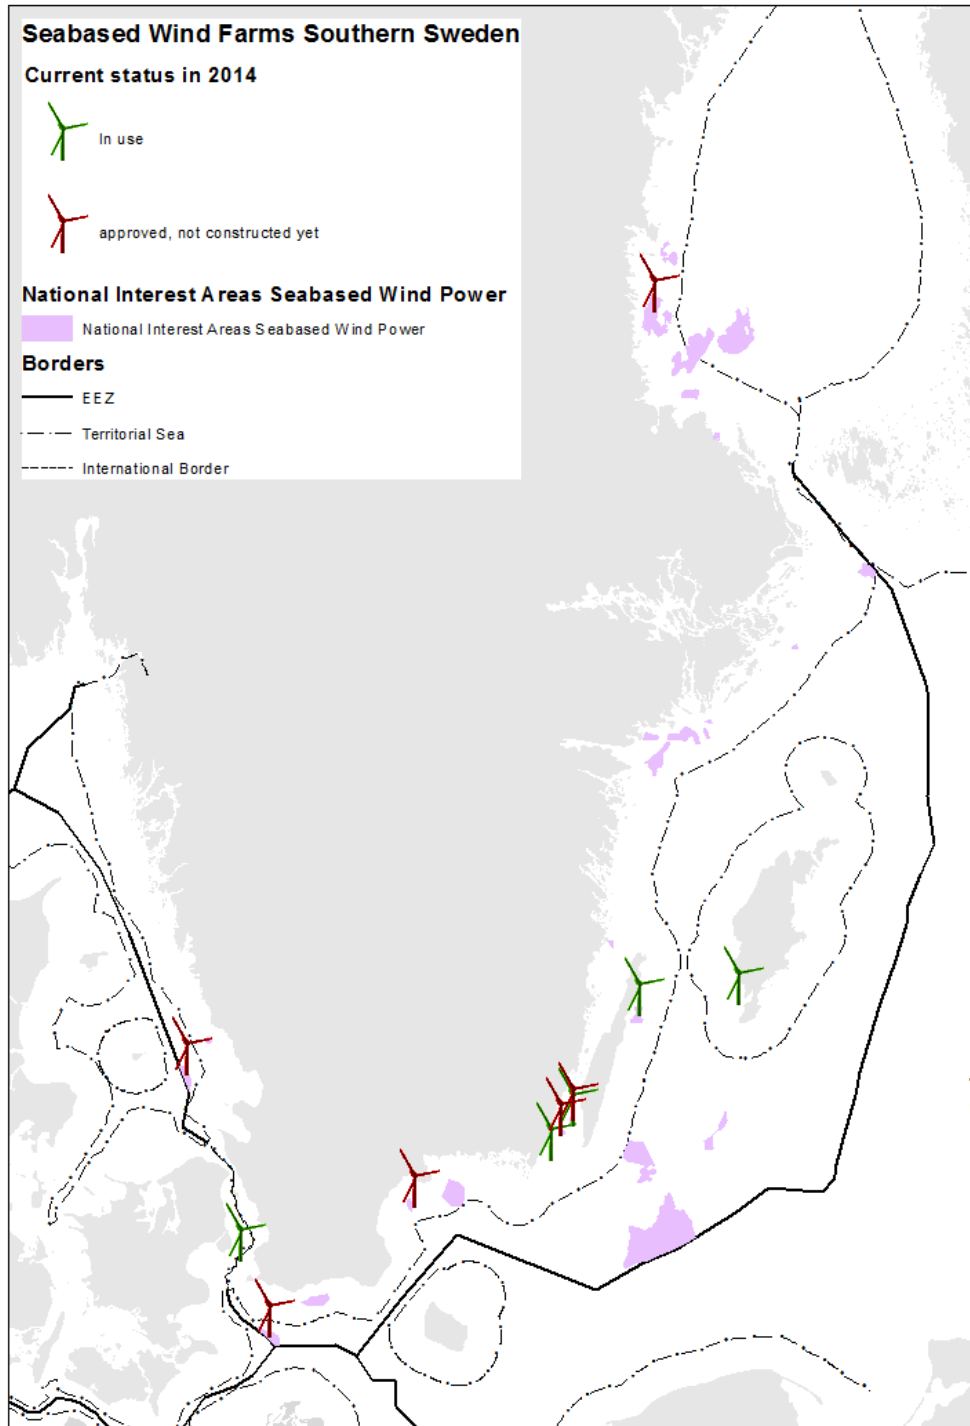 Seabased Wind Farms Southern Sweden
Current status in 2014
In use
approved, not constructed yet
National Interest Areas Seabased Wind Power
National Interest Areas Seabased Wind Power
Borders
EEZ
Territorial Sea
International Border